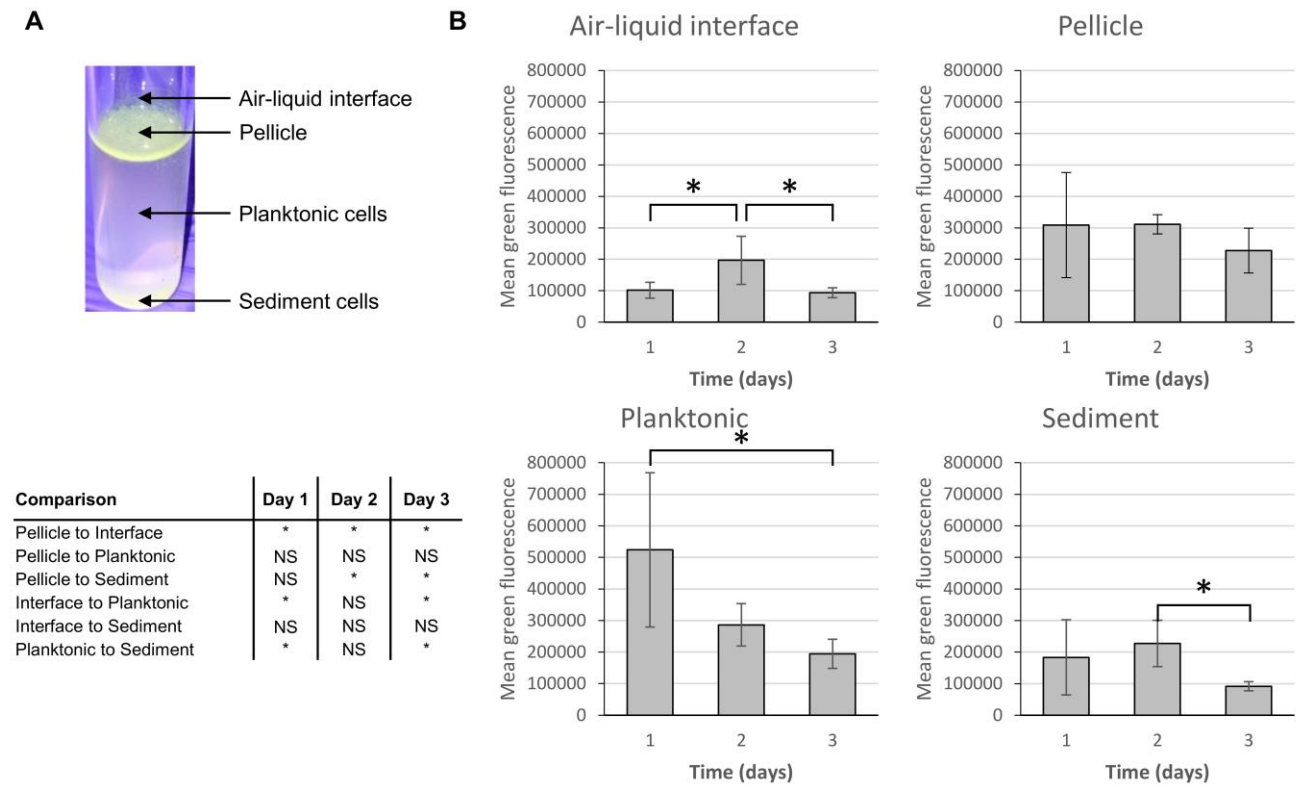 A
Air-liquid interface
Pellicle
Planktonic cells
Sediment cells
Comparison Day 1 Day 2 Day 3
Pellicle to Interface * * *
Pellicle to Planktonic NS NS NS
Pellicle to Sediment NS * *
Interface to Planktonic * NS *
Interface to Sediment NS NS NS
Planktonic to Sediment * NS *
B
Air-liquid interface
Mean green fluorescence
800000
700000
600000
500000
400000
300000
200000
100000
0
* *
1 2 3
Time (days)
Pellicle
Mean green fluorescence
800000
700000
600000
500000
400000
300000
200000
100000
0
1 2 3
Time (days)
Planktonic
*
Mean green fluorescence
800000
700000
600000
500000
400000
300000
200000
100000
0
1 2 3
Time (days)
Sediment
Mean green fluorescence
800000
700000
600000
500000
400000
300000
200000
100000
0
*
1 2 3
Time (days)